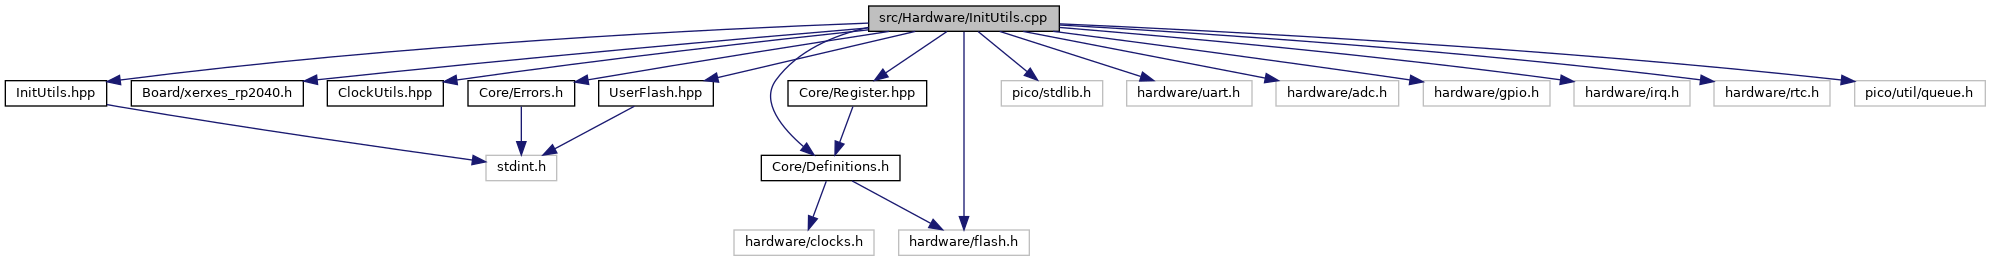 src/Hardware/InitUtils.cpp
InitUtils.hpp
Board/xerxes_rp2040.h
ClockUtils.hpp
Core/Errors.h
UserFlash.hpp
Core/Register.hpp
pico/stdlib.h
hardware/uart.h
hardware/adc.h
hardware/gpio.h
hardware/irq.h
hardware/rtc.h
pico/util/queue.h
stdint.h
Core/Definitions.h
hardware/clocks.h
hardware/flash.h